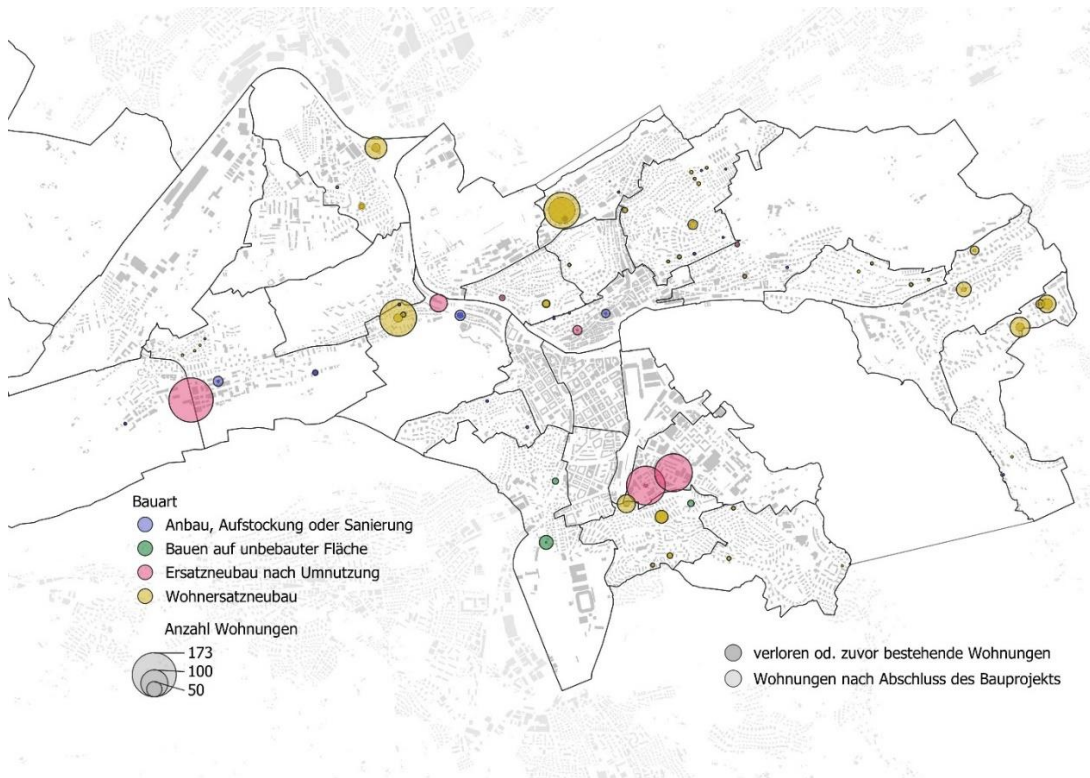 Bauart
Anbau, Aufstockung oder Sanierung
Bauen auf unbebauter Fläche
Ersatzneubau nach Umnutzung
Wohnersatzneubau
Anzahl Wohnungen
173
100
50
verloren od. zuvor bestehende Wohnungen
Wohnungen nach Abschluss des Bauprojekts